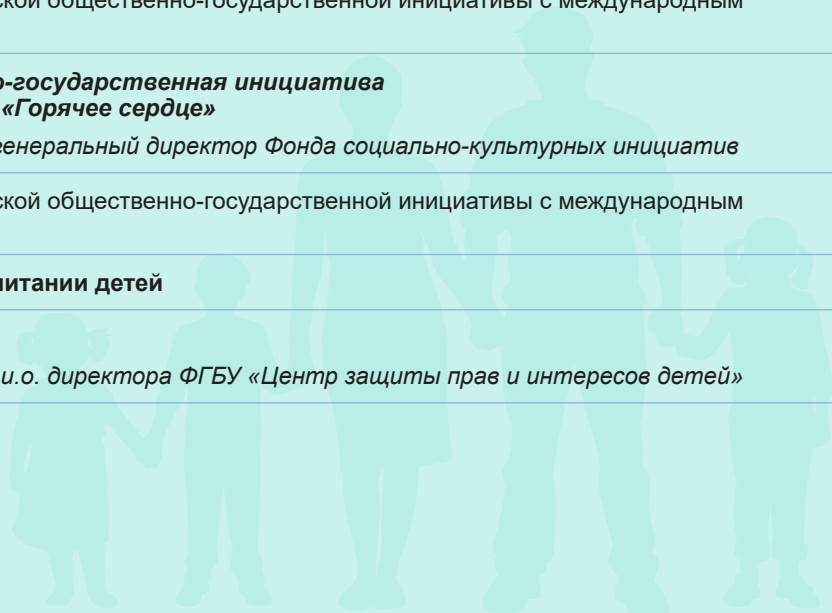 ской общественно-государственной инициативы с международным
о-государственная инициатива
«Горячее сердце»
генеральный директор Фонда социально-культурных инициатив
ской общественно-государственной инициативы с международным
питании детей
и.о. директора ФГБУ «Центр защиты прав и интересов детей»